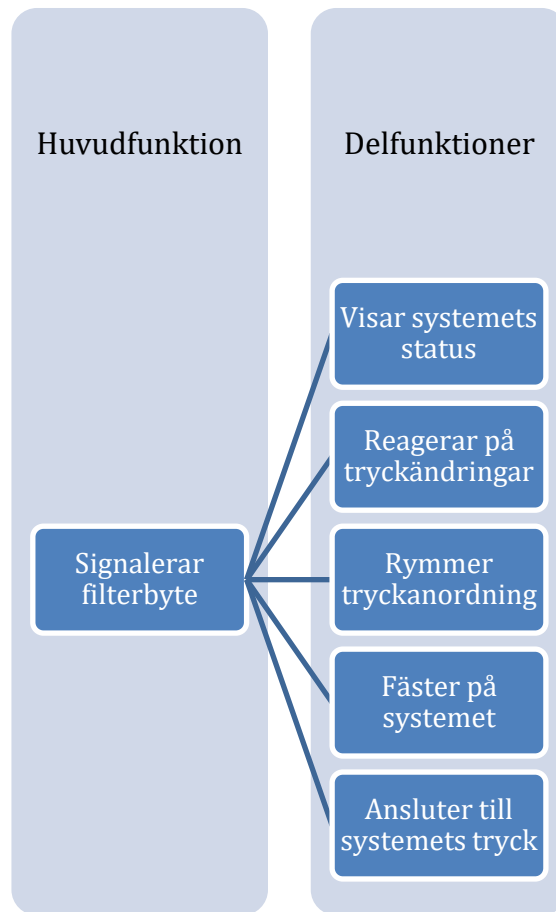 Huvudfunktion
Delfunktioner
Visar systemets
status
Reagerar på
tryckändringar
Signalerar
filterbyte
Rymmer
tryckanordning
Fäster på
systemet
Ansluter till
systemets tryck